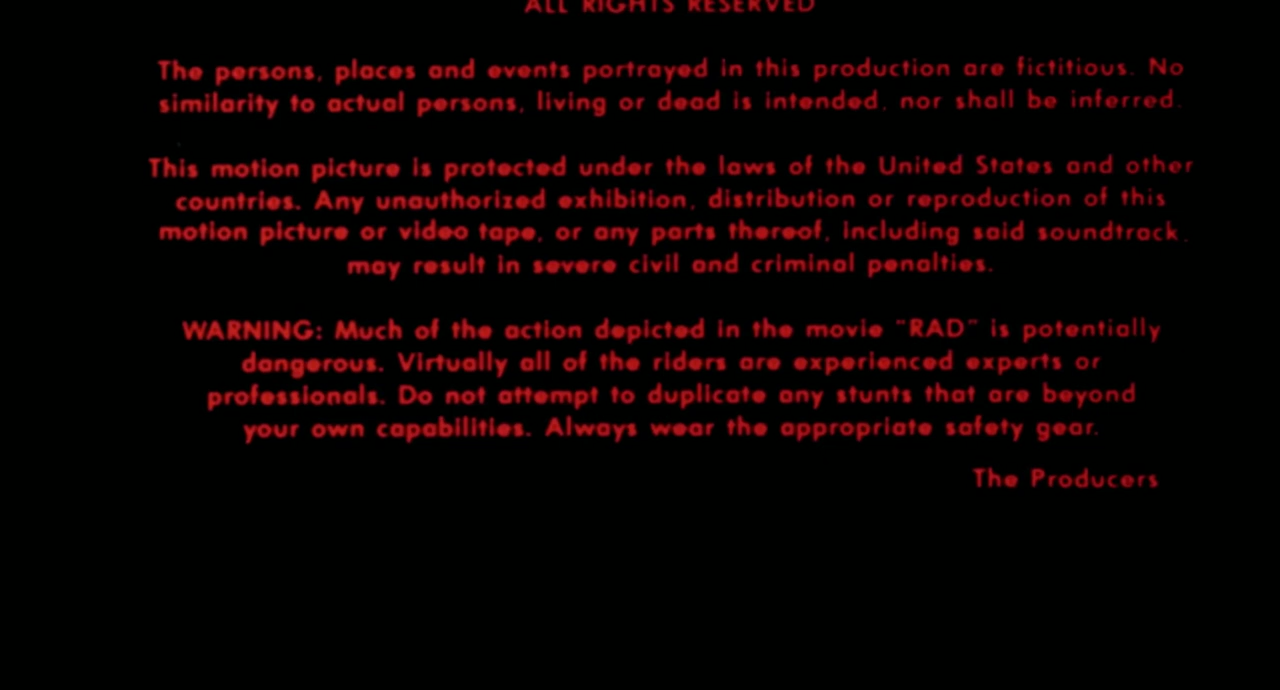 ALL RIGHTS RESERVED
The persons, places and events portrayed in this production are fictitious. No
similarity to actual persons, living or dead is intended, nor shall be inferred.
This motion picture is protected under the laws of the United States and other
countries. Any unauthorized exhibition, distribution or reproduction of this
motion picture or video tape, or any parts thereof, including said soundtrack,
may result in severe civil and criminal penalties.
WARNING: Much of the action depicted in the movie "RAD" is potentially
dangerous. Virtually all of the riders are experienced experts or
professionals. Do not attempt to duplicate any stunts that are beyond
your own capabilities. Always wear the appropriate safety gear.
The Producers